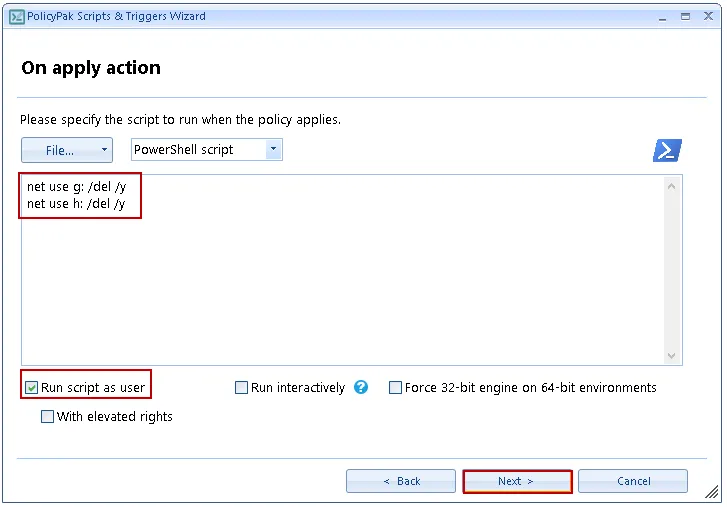 PolicyPak Scripts & Triggers Wizard
On apply action
Please specify the script to run when the policy applies.
File... PowerShell script
net use g: /del /y
net use h: /del /y
Run script as user Run interactively ? Force 32-bit engine on 64-bit environments
With elevated rights
< Back Next > Cancel